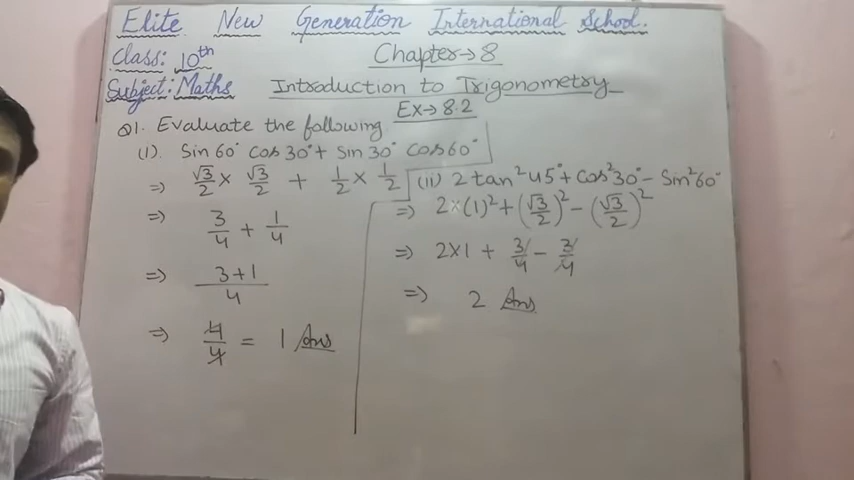 Elite New Generation International School.
Class: 10th
Chapter→8
Subject: Maths
Introduction to Trigonometry
Ex→8.2
Q1. Evaluate the following
(1). Sin 60° Cos 30° + Sin 30° Cos 60°
=> √3/2 × √3/2 + 1/2 × 1/2
=> 3/4 + 1/4
=> 3+1/4
=> 4/4 = 1 Ans
(11) 2 tan²45° + Cos²30° - Sin²60°
=> 2×(1)² + (√3/2)² - (√3/2)²
=> 2×1 + 3/4 - 3/4
=> 2 Ans